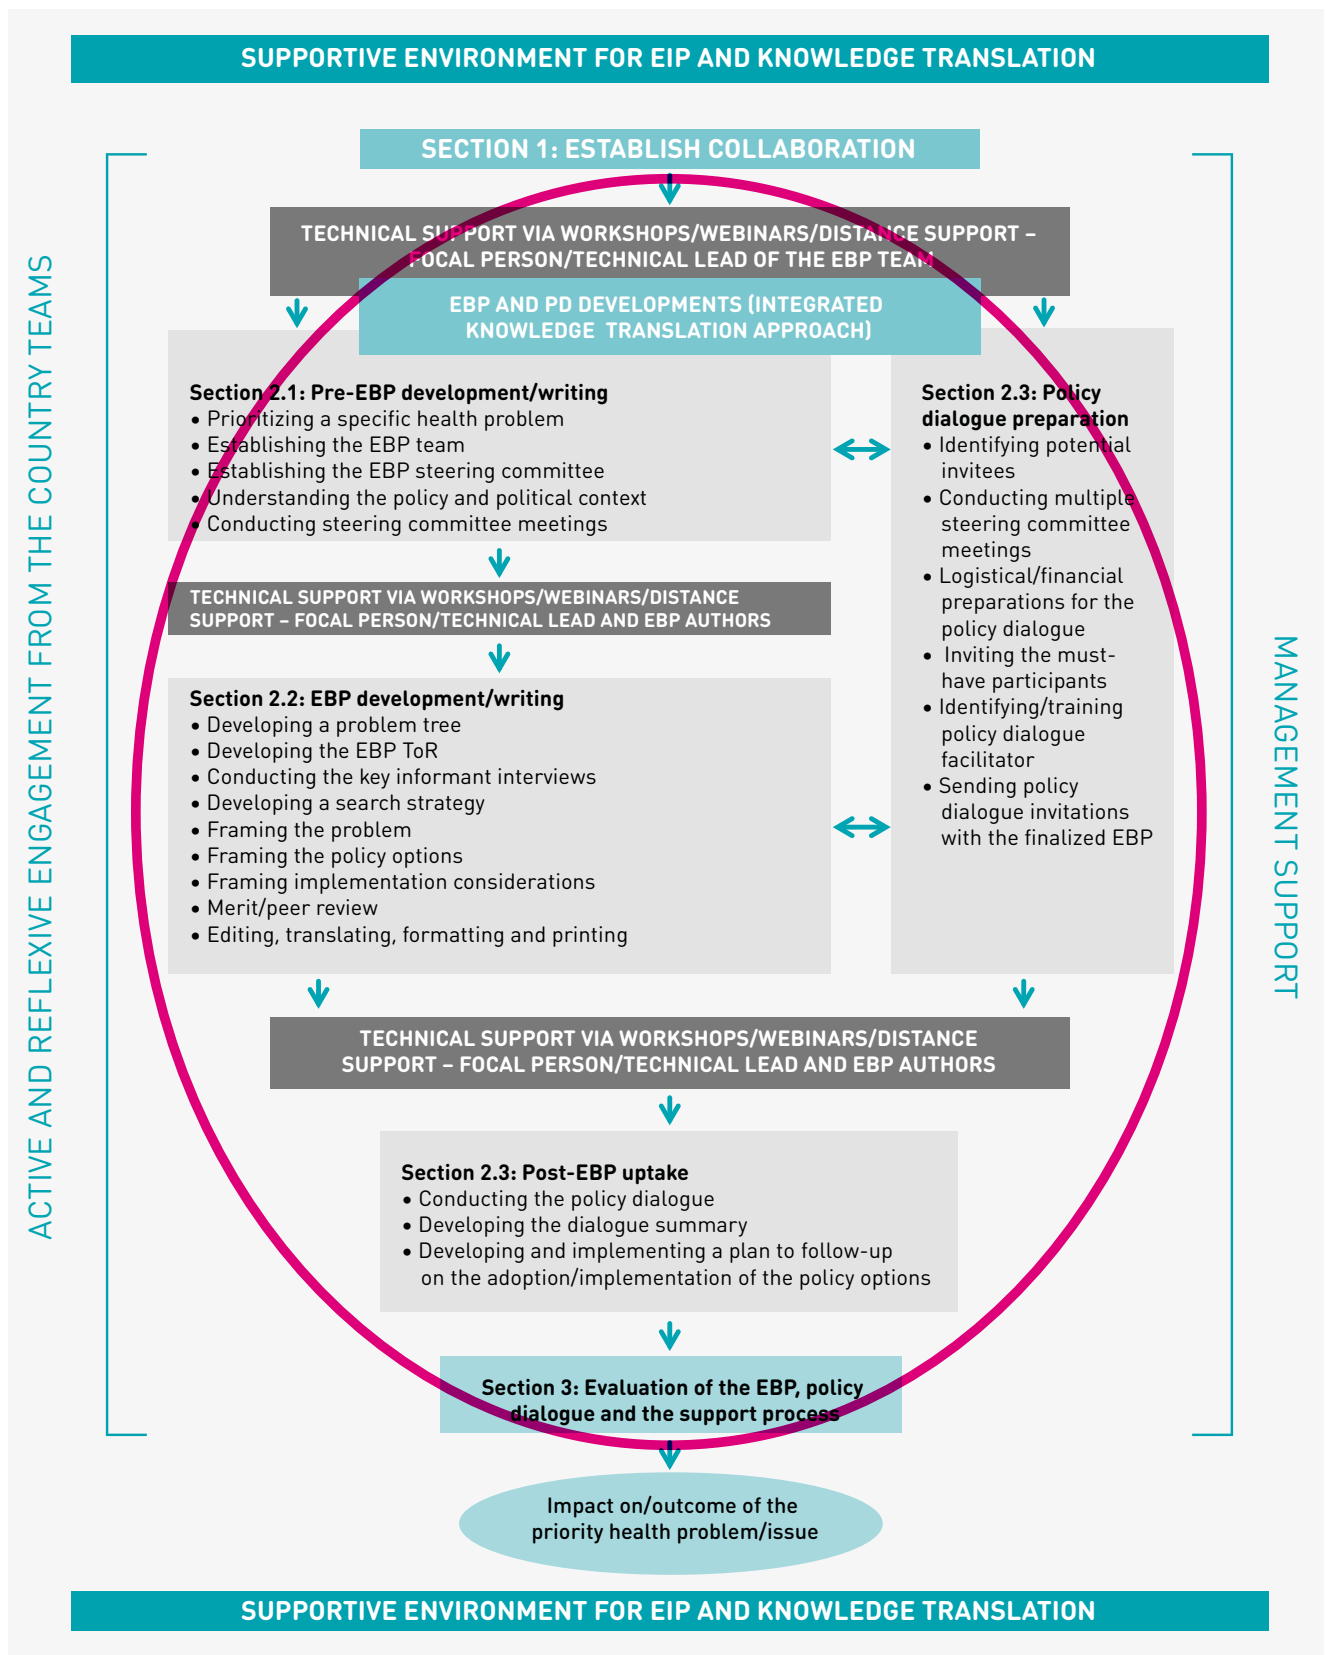 SUPPORTIVE ENVIRONMENT FOR EIP AND KNOWLEDGE TRANSLATION
ACTIVE AND REFLEXIVE ENGAGEMENT FROM THE COUNTRY TEAMS
SECTION 1: ESTABLISH COLLABORATION
TECHNICAL SUPPORT VIA WORKSHOPS/WEBINARS/DISTANCE SUPPORT –
FOCAL PERSON/TECHNICAL LEAD OF THE EBP TEAM
EBP AND PD DEVELOPMENTS (INTEGRATED
KNOWLEDGE TRANSLATION APPROACH)
Section 2.1: Pre-EBP development/writing
• Prioritizing a specific health problem
• Establishing the EBP team
• Establishing the EBP steering committee
• Understanding the policy and political context
• Conducting steering committee meetings
TECHNICAL SUPPORT VIA WORKSHOPS/WEBINARS/DISTANCE
SUPPORT – FOCAL PERSON/TECHNICAL LEAD AND EBP AUTHORS
Section 2.2: EBP development/writing
• Developing a problem tree
• Developing the EBP ToR
• Conducting the key informant interviews
• Developing a search strategy
• Framing the problem
• Framing the policy options
• Framing implementation considerations
• Merit/peer review
• Editing, translating, formatting and printing
Section 2.3: Policy
dialogue preparation
• Identifying potential
invitees
• Conducting multiple
steering committee
meetings
• Logistical/financial
preparations for the
policy dialogue
• Inviting the must-
have participants
• Identifying/training
policy dialogue
facilitator
• Sending policy
dialogue invitations
with the finalized EBP
TECHNICAL SUPPORT VIA WORKSHOPS/WEBINARS/DISTANCE
SUPPORT – FOCAL PERSON/TECHNICAL LEAD AND EBP AUTHORS
Section 2.3: Post-EBP uptake
• Conducting the policy dialogue
• Developing the dialogue summary
• Developing and implementing a plan to follow-up
on the adoption/implementation of the policy options
Section 3: Evaluation of the EBP, policy
dialogue and the support process
Impact on/outcome of the
priority health problem/issue
MANAGEMENT SUPPORT
SUPPORTIVE ENVIRONMENT FOR EIP AND KNOWLEDGE TRANSLATION